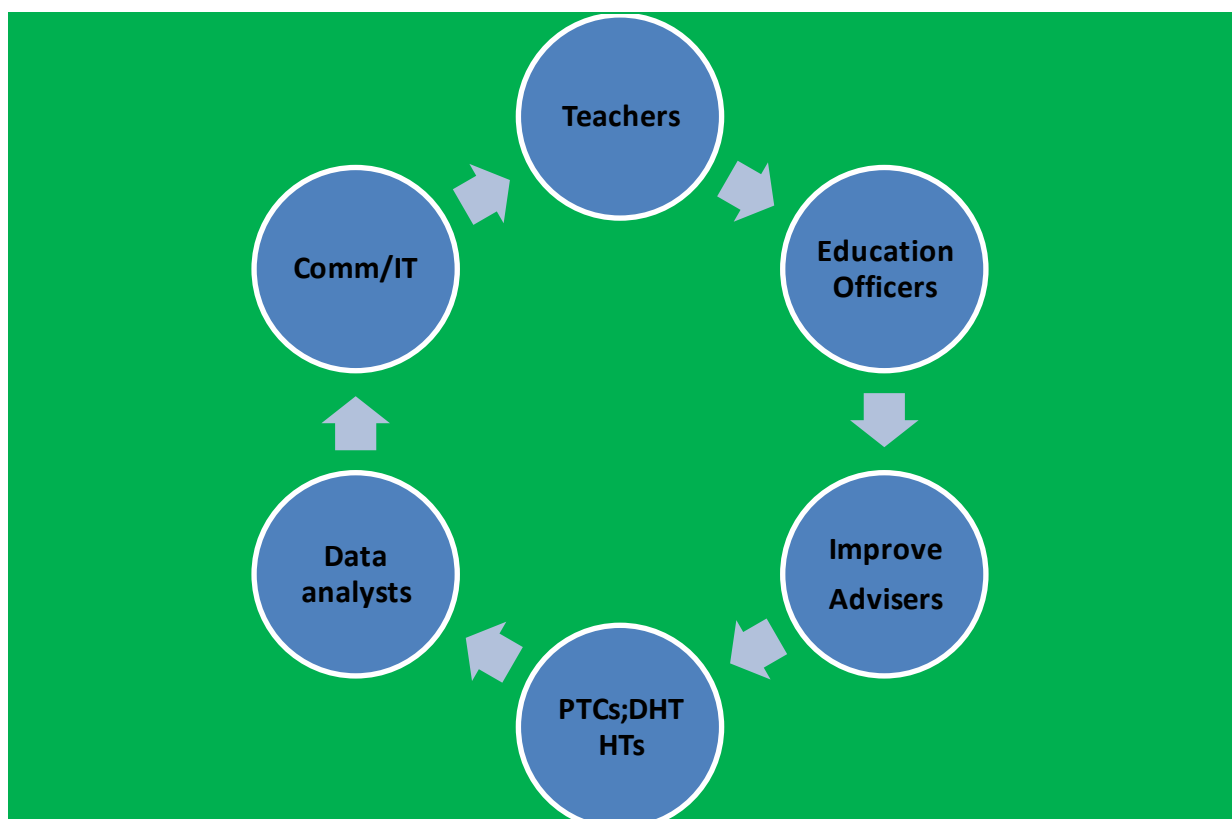 Teachers
Education
Officers
Improve
Advisers
PTCs;DHT
HTs
Data
analysts
Comm/IT